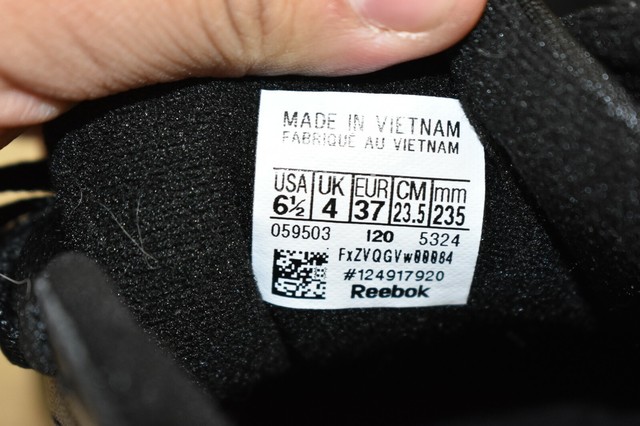 MADE IN VIETNAM
FABRIQUÉ AU VIETNAM
USA UK EUR CM mm
6½ 4 37 23.5 235
059503 120 5324
FxZVQGVw00084
#124917920
Reebok